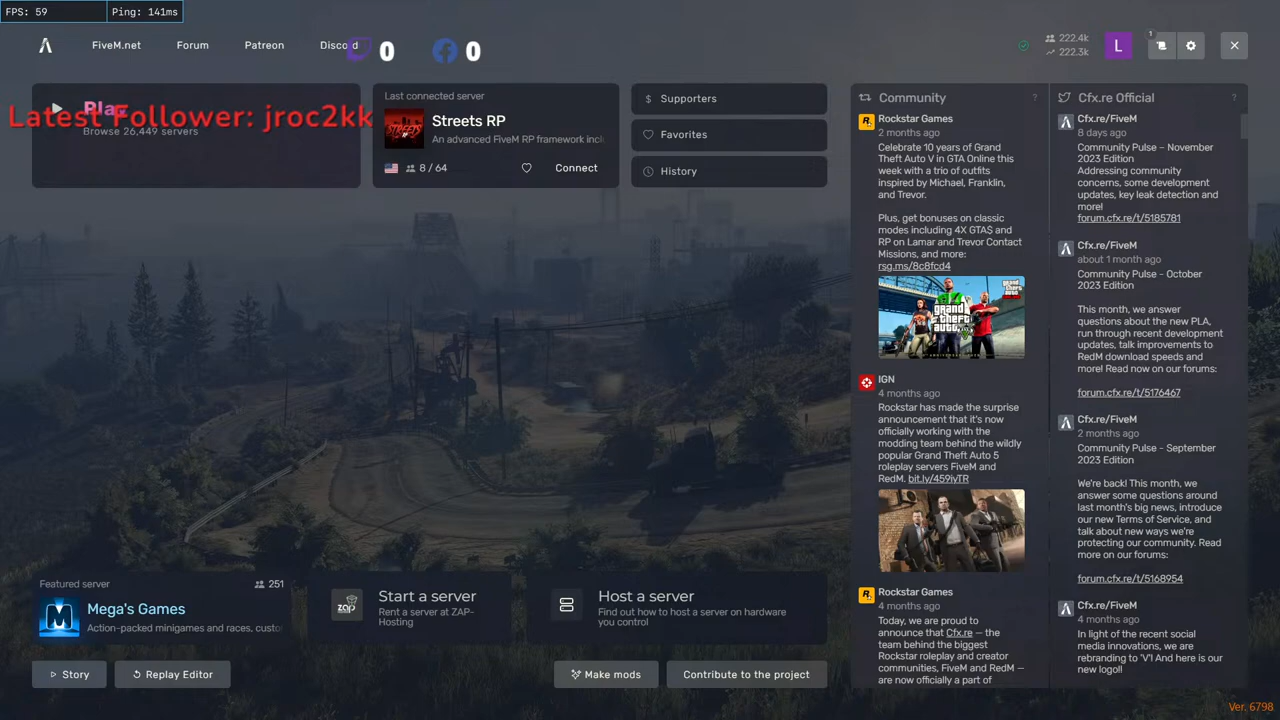 FPS: 59
Ping: 141ms
FiveM.net
Forum
Patreon
Discord
0
0
222.4k
222.3k
L
1
Play
Latest Follower: jroc2kk
Browse 26,449 servers
Last connected server
STREETS
Streets RP
An advanced FiveM RP framework incl
8 / 64
Connect
$ Supporters
Favorites
History
Community
?
Rockstar Games
2 months ago
Celebrate 10 years of Grand
Theft Auto V in GTA Online this
week with a trio of outfits
inspired by Michael, Franklin,
and Trevor.
Plus, get bonuses on classic
modes including 4X GTA$ and
RP on Lamar and Trevor Contact
Missions, and more:
rsg.ms/8c8fcd4
grand
theft
auto
IGN
4 months ago
Rockstar has made the surprise
announcement that it's now
officially working with the
modding team behind the wildly
popular Grand Theft Auto 5
roleplay servers FiveM and
RedM. bit.ly/459iyTR
Rockstar Games
4 months ago
Today, we are proud to
announce that Cfx.re — the
team behind the biggest
Rockstar roleplay and creator
communities, FiveM and RedM —
are now officially a part of
Cfx.re Official
?
Cfx.re/FiveM
8 days ago
Community Pulse – November
2023 Edition
Addressing community
concerns, some development
updates, key leak detection and
more!
forum.cfx.re/t/5185781
Cfx.re/FiveM
about 1 month ago
Community Pulse – October
2023 Edition
This month, we answer
questions about the new PLA,
run through recent development
updates, talk improvements to
RedM download speeds and
more! Read now on our forums:
forum.cfx.re/t/5176467
Cfx.re/FiveM
2 months ago
Community Pulse – September
2023 Edition
We're back! This month, we
answer some questions around
last month's big news, introduce
our new Terms of Service, and
talk about new ways we're
protecting our community. Read
more on our forums:
forum.cfx.re/t/5168954
Cfx.re/FiveM
4 months ago
In light of the recent social
media innovations, we are
rebranding to 'V'! And here is our
new logo!
Featured server
251
Mega's Games
Action-packed minigames and races, custo
ZAP
Start a server
Rent a server at ZAP-
Hosting
Host a server
Find out how to host a server on hardware
you control
Story
Replay Editor
Make mods
Contribute to the project
Ver. 6798